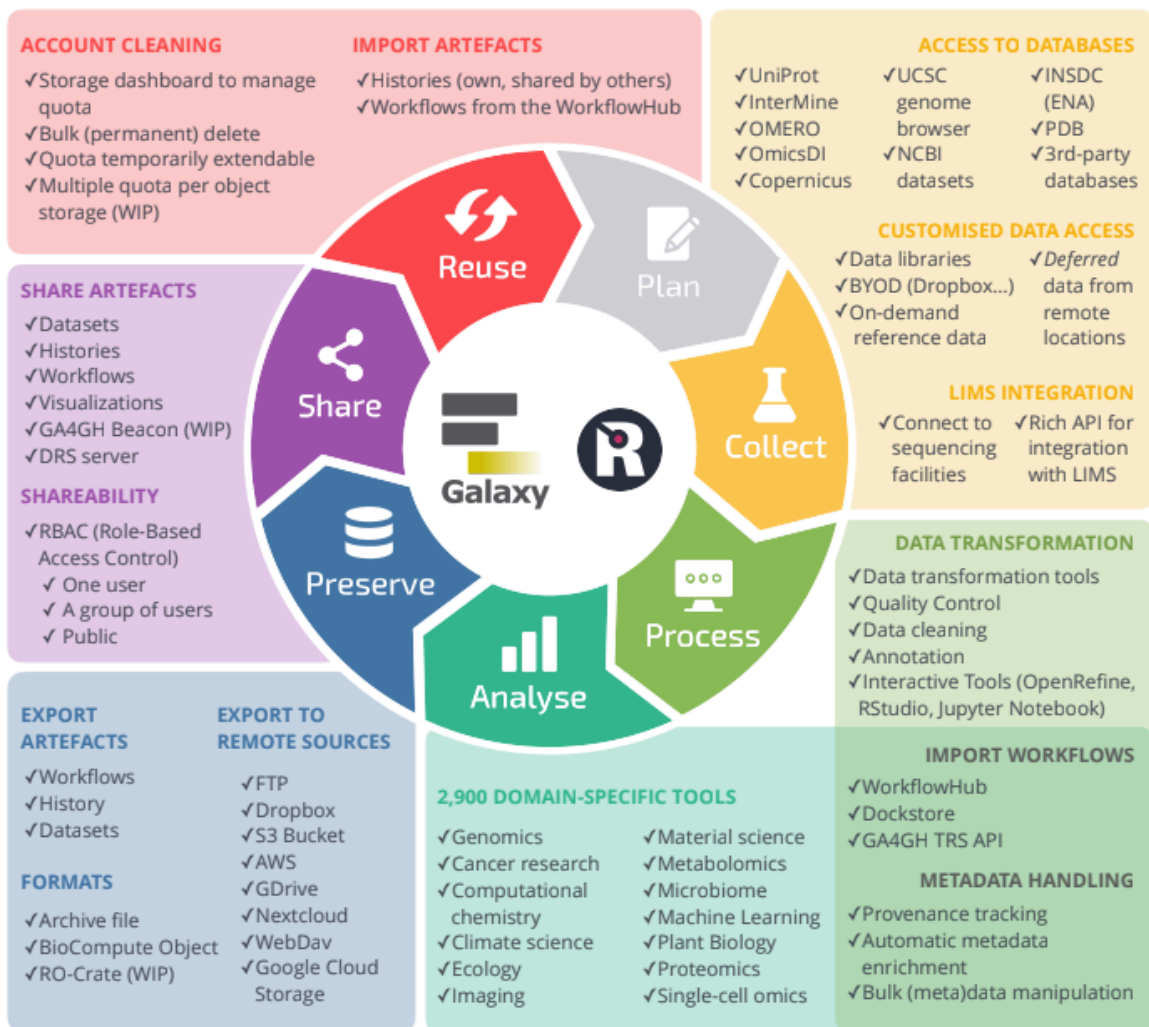 ACCOUNT CLEANING
✓Storage dashboard to manage
quota
✓Bulk (permanent) delete
✓Quota temporarily extendable
✓Multiple quota per object
storage (WIP)
IMPORT ARTEFACTS
✓Histories (own, shared by others)
✓Workflows from the WorkflowHub
ACCESS TO DATABASES
✓UniProt
✓InterMine
✓OMERO
✓OmicsDI
✓Copernicus
✓UCSC
genome
browser
✓NCBI
datasets
✓INSDC
(ENA)
✓PDB
✓3rd-party
databases
CUSTOMISED DATA ACCESS
✓Data libraries
✓BYOD (Dropbox...)
✓On-demand
reference data
✓Deferred
data from
remote
locations
LIMS INTEGRATION
✓Connect to
sequencing
facilities
✓Rich API for
integration
with LIMS
Reuse
Plan
Share
Collect
Galaxy
R
Preserve
Process
Analyse
SHARE ARTEFACTS
✓Datasets
✓Histories
✓Workflows
✓Visualizations
✓GA4GH Beacon (WIP)
✓DRS server
SHAREABILITY
✓RBAC (Role-Based
Access Control)
✓ One user
✓ A group of users
✓ Public
DATA TRANSFORMATION
✓Data transformation tools
✓Quality Control
✓Data cleaning
✓Annotation
✓Interactive Tools (OpenRefine,
RStudio, Jupyter Notebook)
EXPORT
ARTEFACTS
✓Workflows
✓History
✓Datasets
FORMATS
✓Archive file
✓BioCompute Object
✓RO-Crate (WIP)
EXPORT TO
REMOTE SOURCES
✓FTP
✓Dropbox
✓S3 Bucket
✓AWS
✓GDrive
✓Nextcloud
✓WebDav
✓Google Cloud
Storage
2,900 DOMAIN-SPECIFIC TOOLS
✓Genomics
✓Cancer research
✓Computational
chemistry
✓Climate science
✓Ecology
✓Imaging
✓Material science
✓Metabolomics
✓Microbiome
✓Machine Learning
✓Plant Biology
✓Proteomics
✓Single-cell omics
IMPORT WORKFLOWS
✓WorkflowHub
✓Dockstore
✓GA4GH TRS API
METADATA HANDLING
✓Provenance tracking
✓Automatic metadata
enrichment
✓Bulk (meta)data manipulation